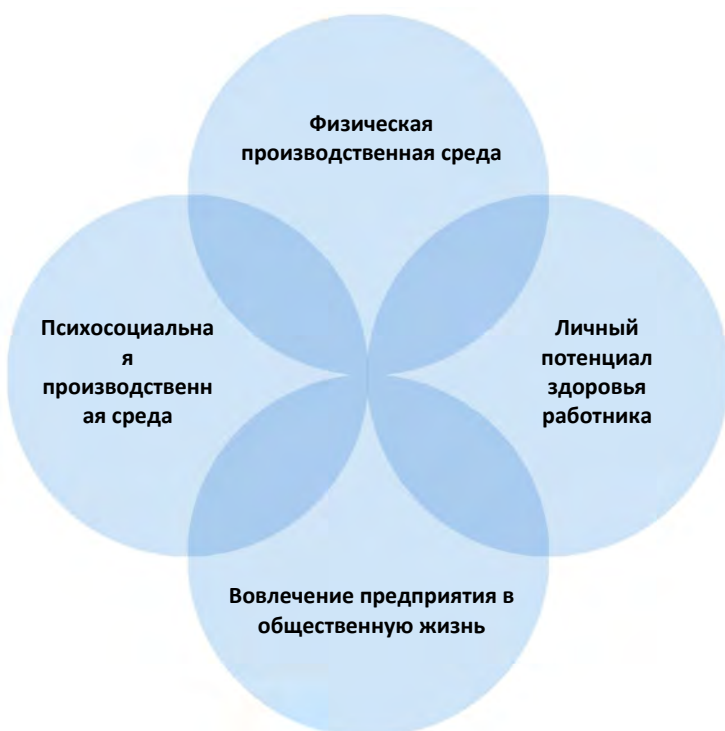 Физическая
производственная среда
Психосоциальна
я
производственн
ая среда
Личный
потенциал
здоровья
работника
Вовлечение предприятия в
общественную жизнь